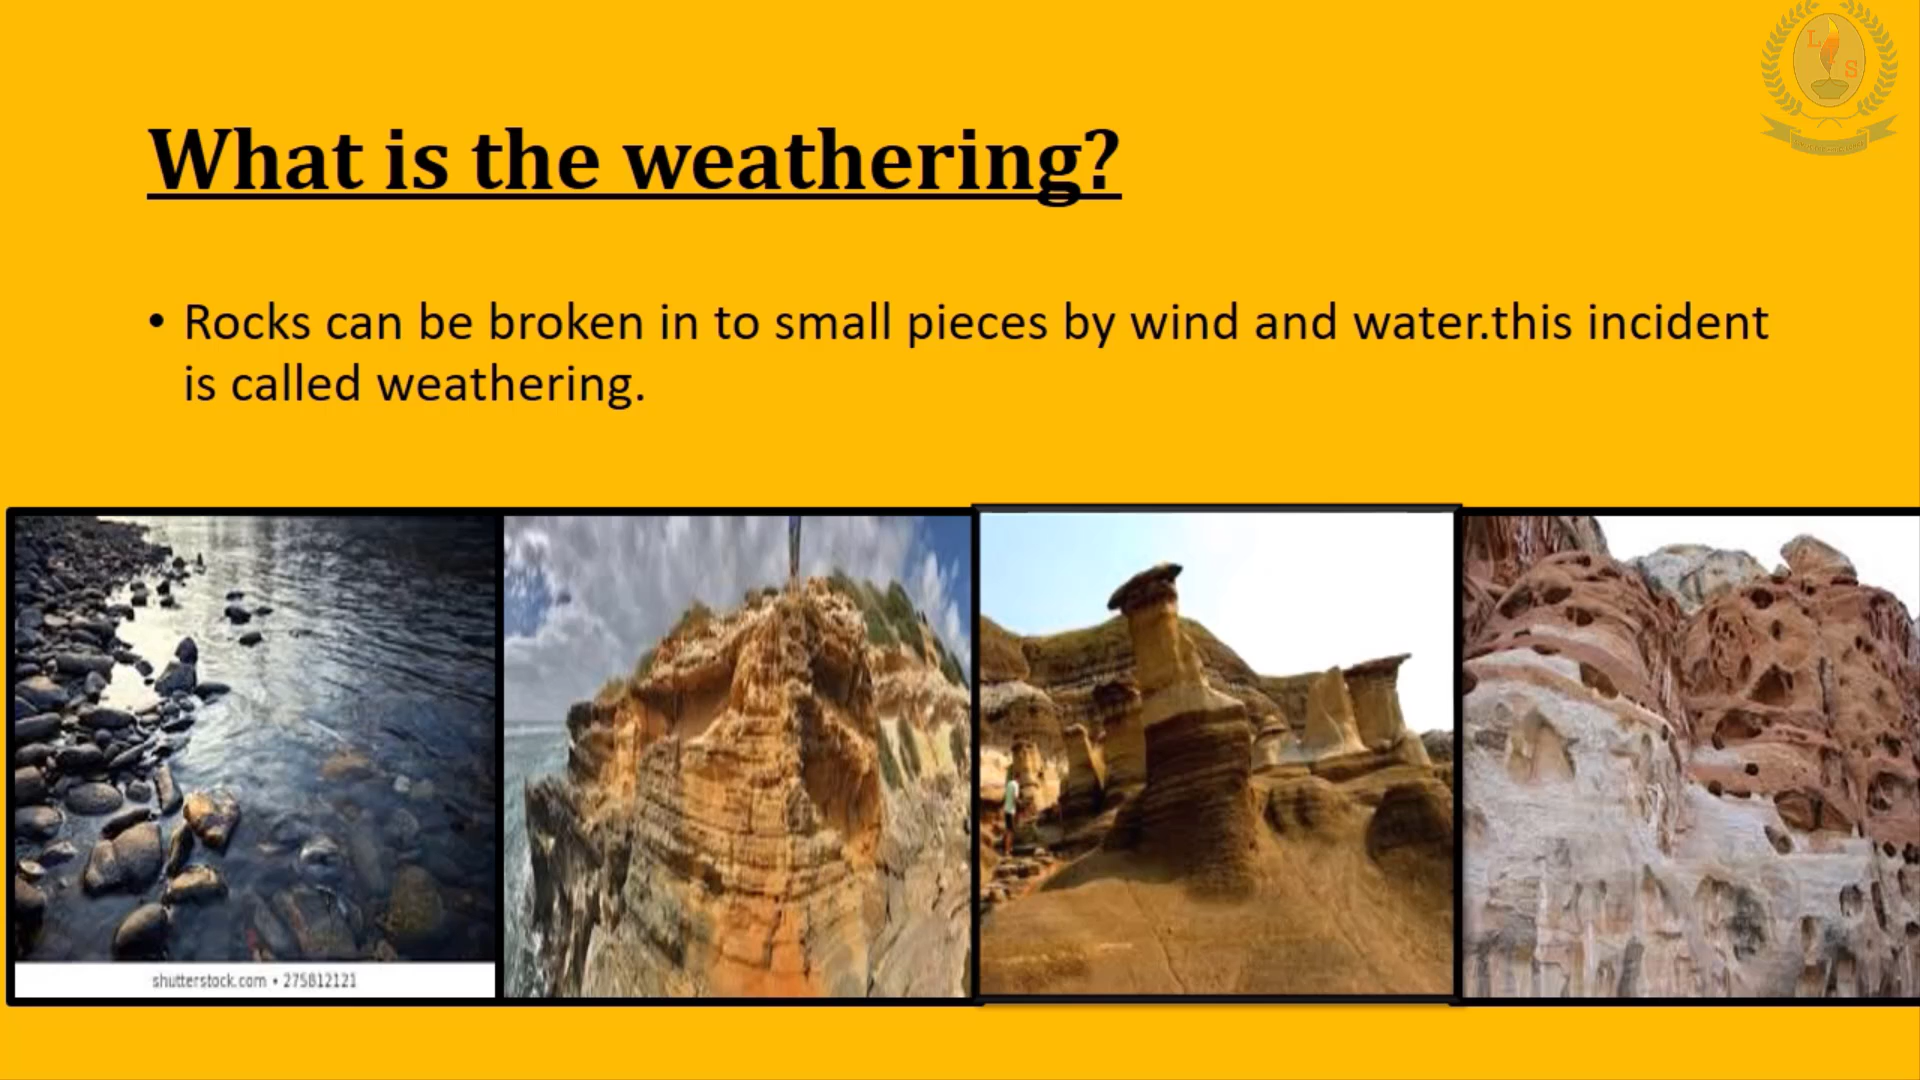 L
S
What is the weathering?
• Rocks can be broken in to small pieces by wind and water.this incident
is called weathering.
shutterstock.com • 275812121